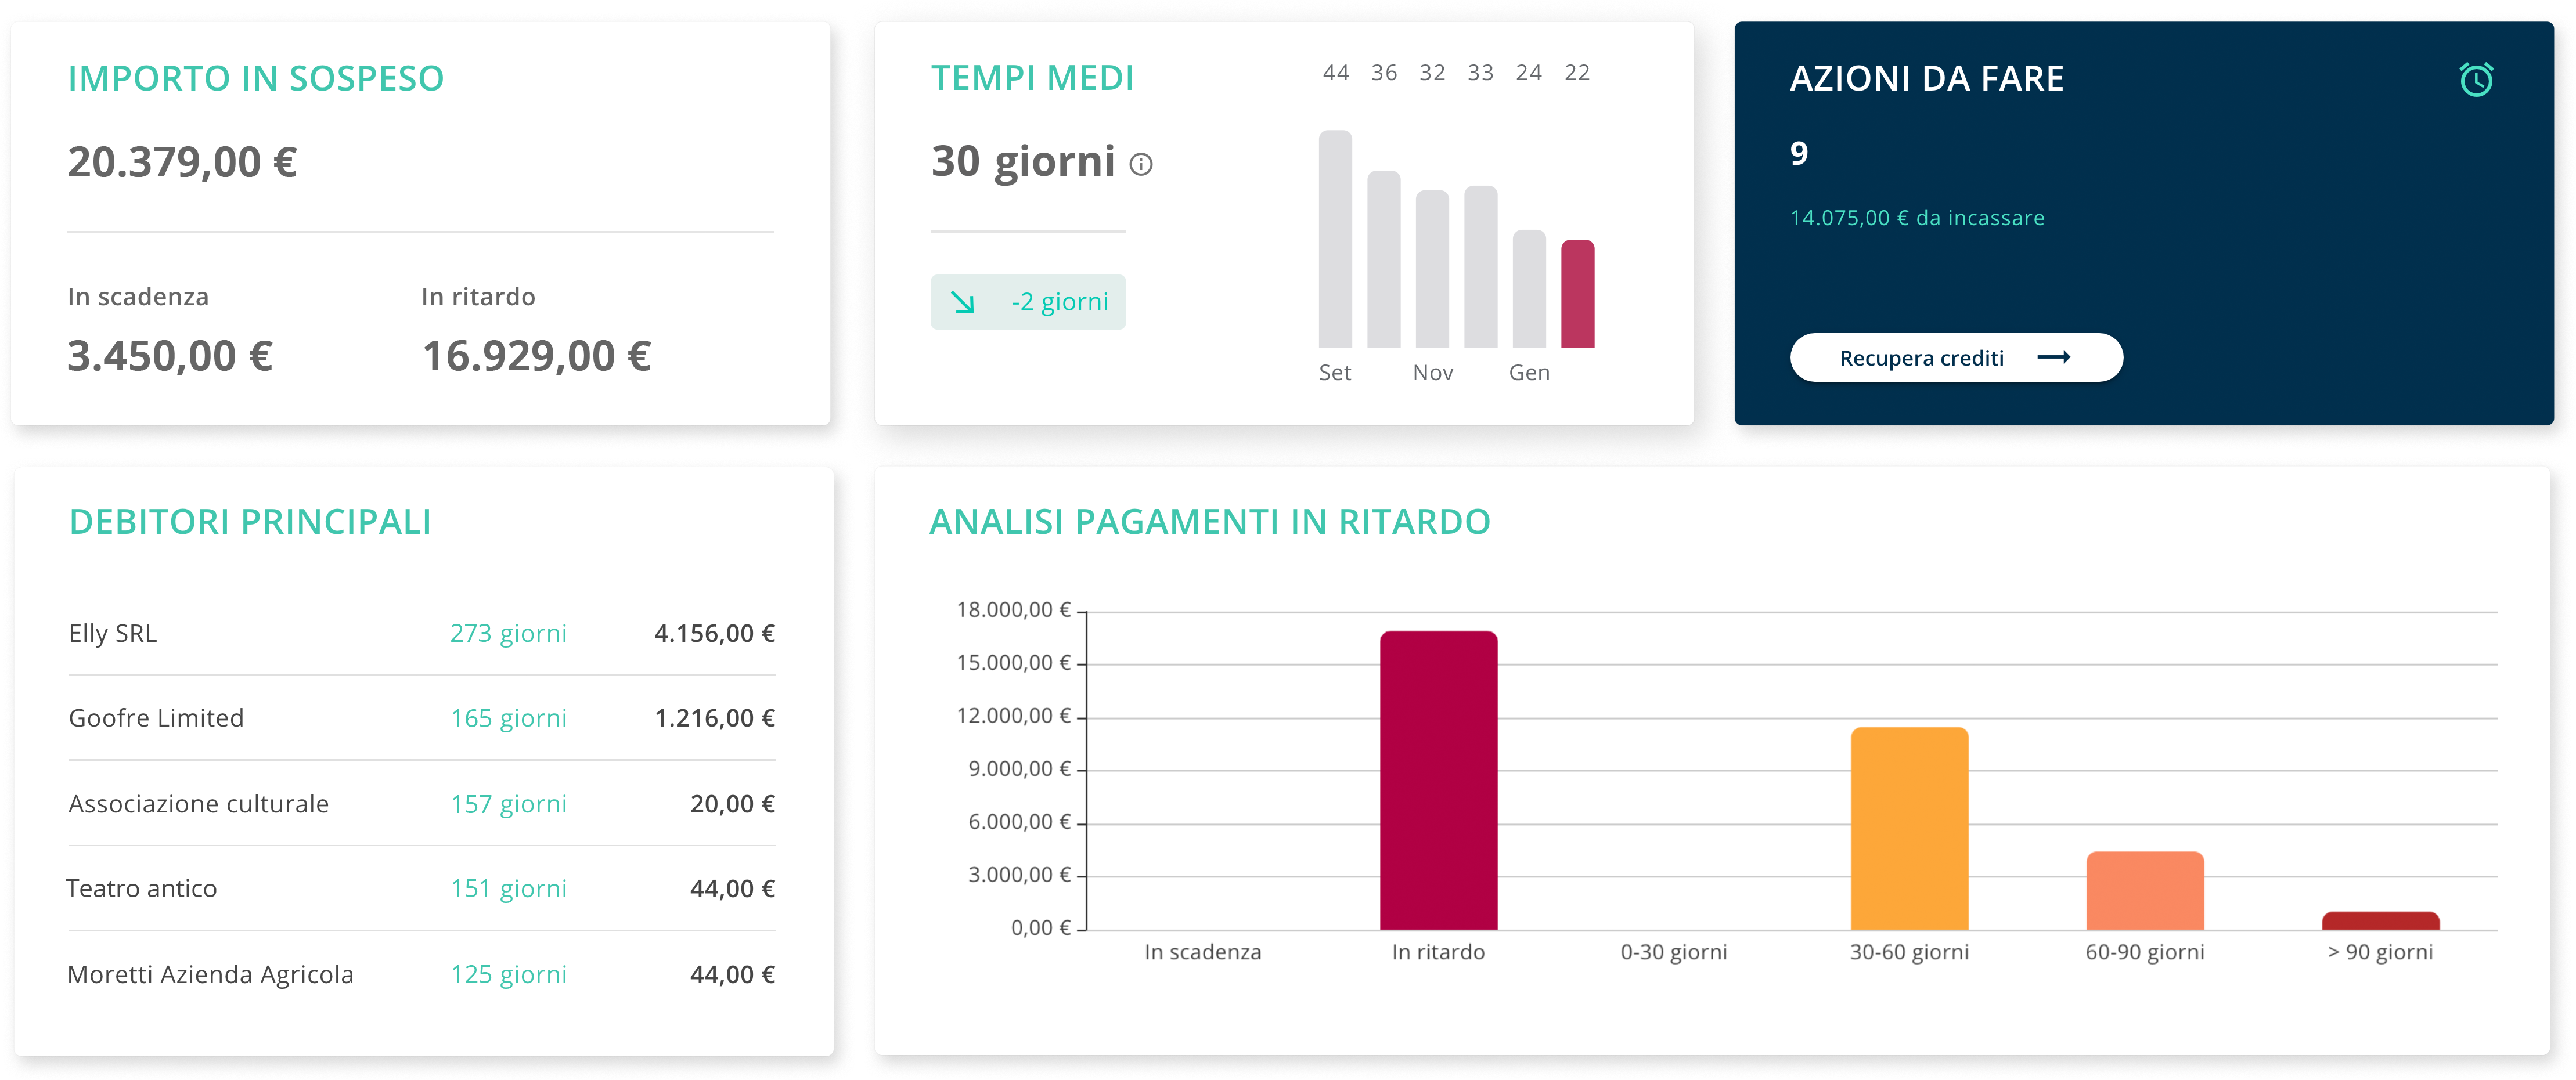 IMPORTO IN SOSPESO
20.379,00 €
In scadenza In ritardo
3.450,00 € 16.929,00 €
TEMPI MEDI
30 giorni
-2 giorni
44 36 32 33 24 22
Set Nov Gen
AZIONI DA FARE
9
14.075,00 € da incassare
Recupera crediti
DEBITORI PRINCIPALI
Elly SRL 273 giorni 4.156,00 €
Goofre Limited 165 giorni 1.216,00 €
Associazione culturale 157 giorni 20,00 €
Teatro antico 151 giorni 44,00 €
Moretti Azienda Agricola 125 giorni 44,00 €
ANALISI PAGAMENTI IN RITARDO
18.000,00 €
15.000,00 €
12.000,00 €
9.000,00 €
6.000,00 €
3.000,00 €
0,00 €
In scadenza In ritardo 0-30 giorni 30-60 giorni 60-90 giorni > 90 giorni